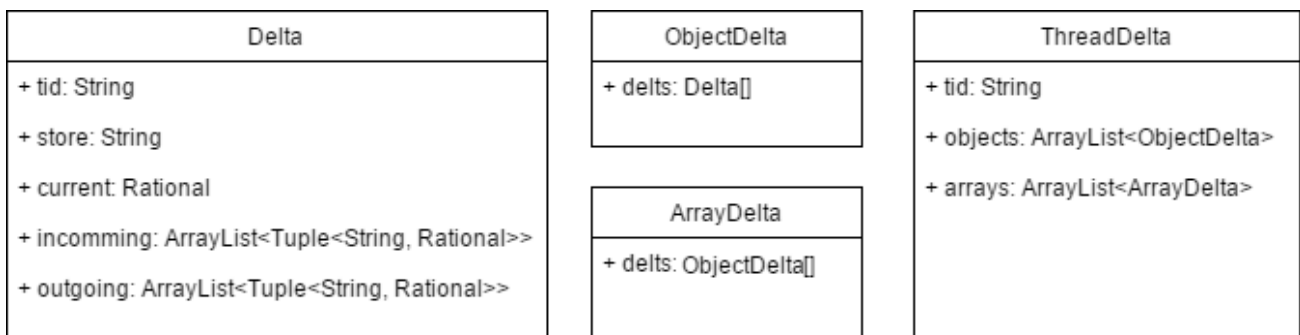 Delta
+ tid: String
+ store: String
+ current: Rational
+ incomming: ArrayList<Tuple<String, Rational>>
+ outgoing: ArrayList<Tuple<String, Rational>>
ObjectDelta
+ delts: Delta[]
ArrayDelta
+ delts: ObjectDelta[]
ThreadDelta
+ tid: String
+ objects: ArrayList<ObjectDelta>
+ arrays: ArrayList<ArrayDelta>